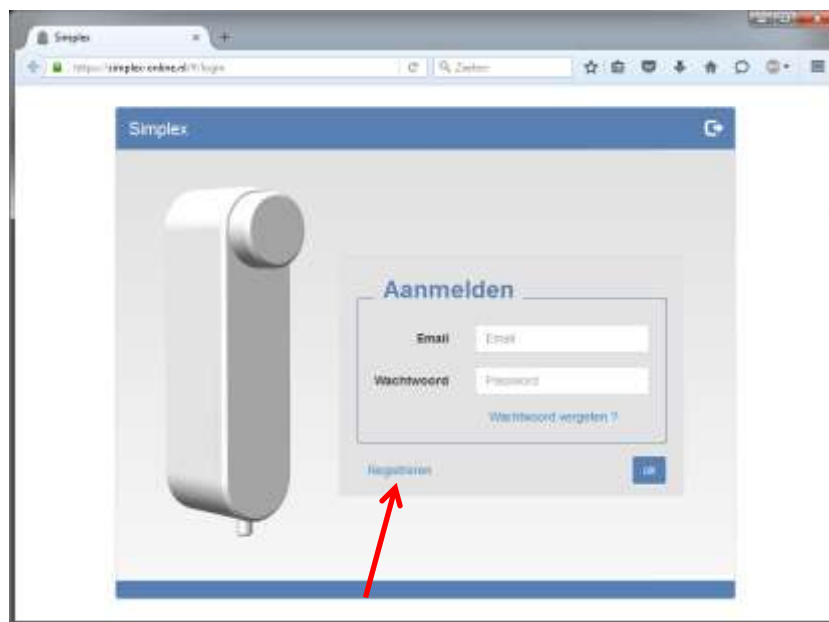 Simplex
https://simplex-online.nl/#/login
Zoeken
Simplex
Aanmelden
Email Email
Wachtwoord Password
Wachtwoord vergeten ?
Registreren OK